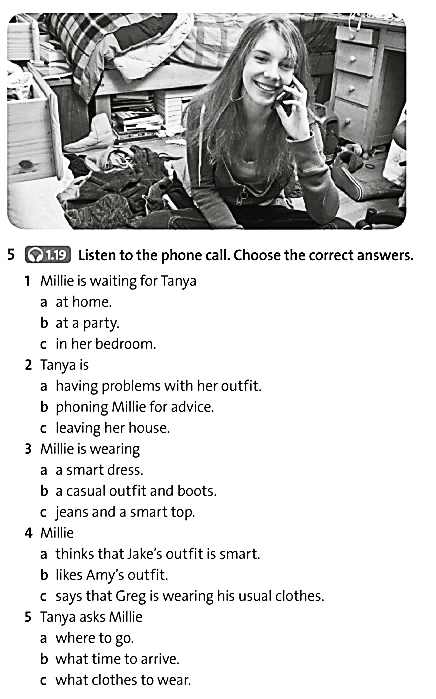 5 1.19 Listen to the phone call. Choose the correct answers.
1 Millie is waiting for Tanya
a at home.
b at a party.
c in her bedroom.
2 Tanya is
a having problems with her outfit.
b phoning Millie for advice.
c leaving her house.
3 Millie is wearing
a a smart dress.
b a casual outfit and boots.
c jeans and a smart top.
4 Millie
a thinks that Jake's outfit is smart.
b likes Amy's outfit.
c says that Greg is wearing his usual clothes.
5 Tanya asks Millie
a where to go.
b what time to arrive.
c what clothes to wear.